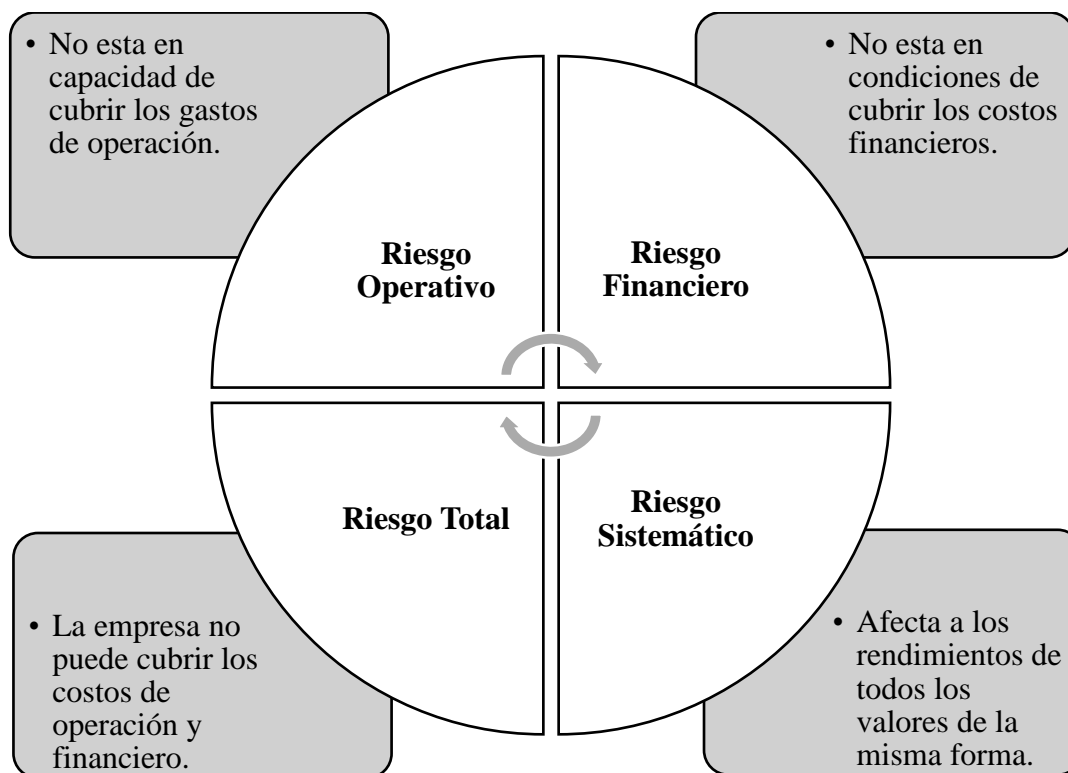 • No esta en
capacidad de
cubrir los gastos
de operación.
• No esta en
condiciones de
cubrir los costos
financieros.
Riesgo
Operativo
Riesgo
Financiero
Riesgo Total
Riesgo
Sistemático
• La empresa no
puede cubrir los
costos de
operación y
financiero.
• Afecta a los
rendimientos de
todos los
valores de la
misma forma.